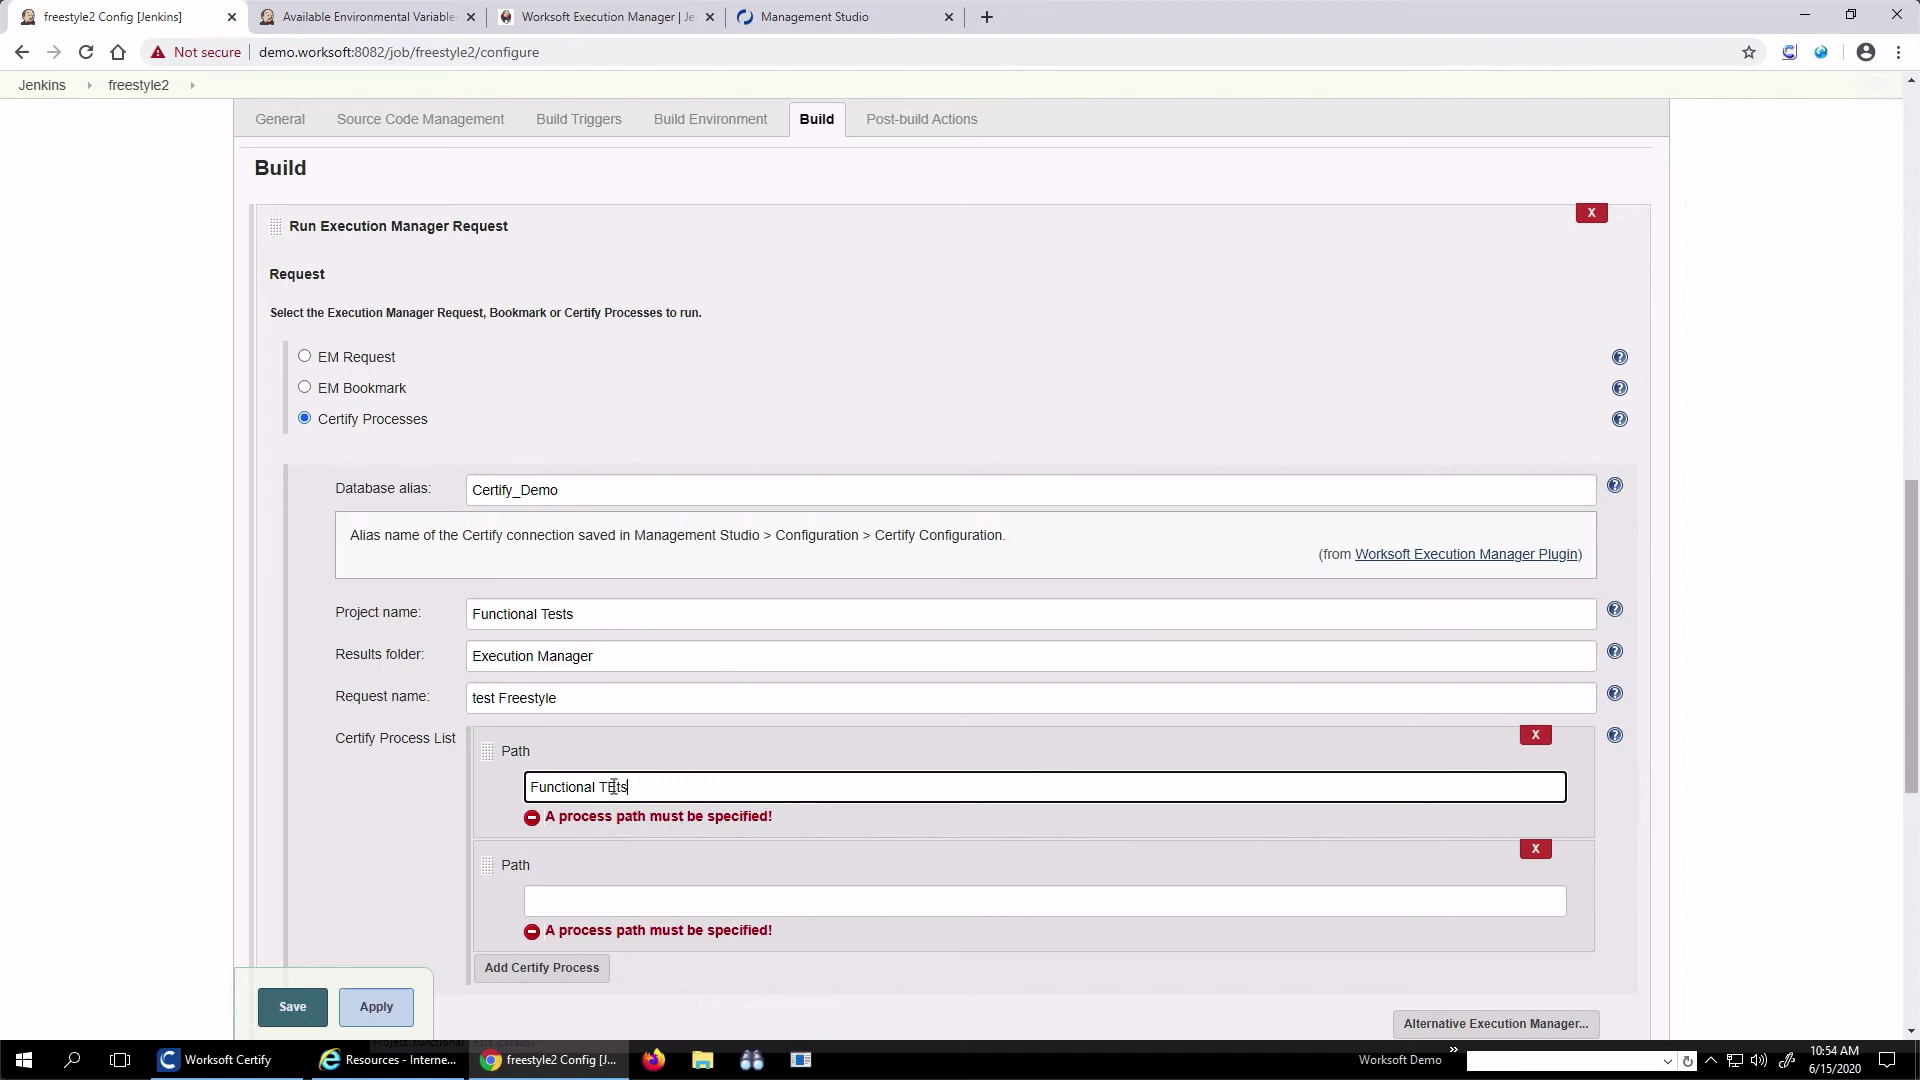 freestyle2 Config [Jenkins]
Available Environmental Variable
Worksoft Execution Manager | Je
Management Studio
Not secure
demo.worksoft:8082/job/freestyle2/configure
Jenkins
freestyle2
General
Source Code Management
Build Triggers
Build Environment
Build
Post-build Actions
Build
Run Execution Manager Request
X
Request
Select the Execution Manager Request, Bookmark or Certify Processes to run.
EM Request
EM Bookmark
Certify Processes
Database alias:
Certify_Demo
Alias name of the Certify connection saved in Management Studio > Configuration > Certify Configuration.
(from Worksoft Execution Manager Plugin)
Project name:
Functional Tests
Results folder:
Execution Manager
Request name:
test Freestyle
Certify Process List
Path
X
A process path must be specified!
Path
X
A process path must be specified!
Add Certify Process
Save
Apply
Alternative Execution Manager...
Worksoft Certify
Resources - Interne...
freestyle2 Config [J...
Worksoft Demo
10:54 AM
6/15/2020